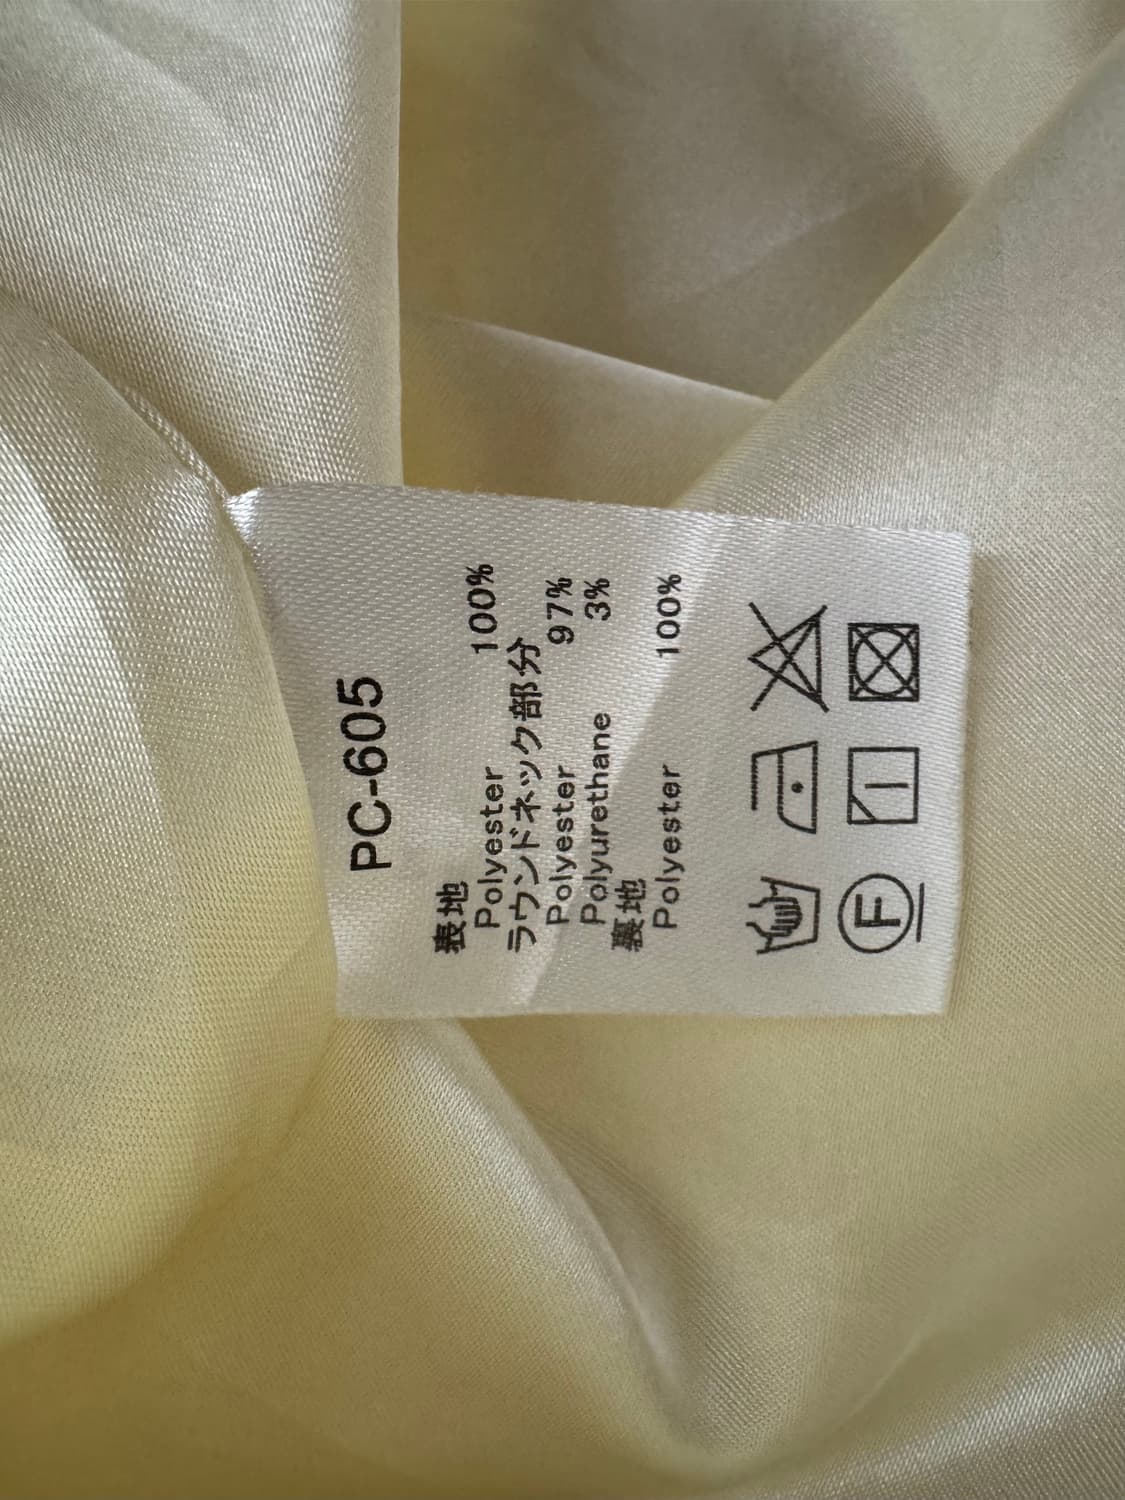 PC-605
表地
Polyester 100%
ラウンドネック部分
Polyester 97%
Polyurethane 3%
裏地
Polyester 100%
F